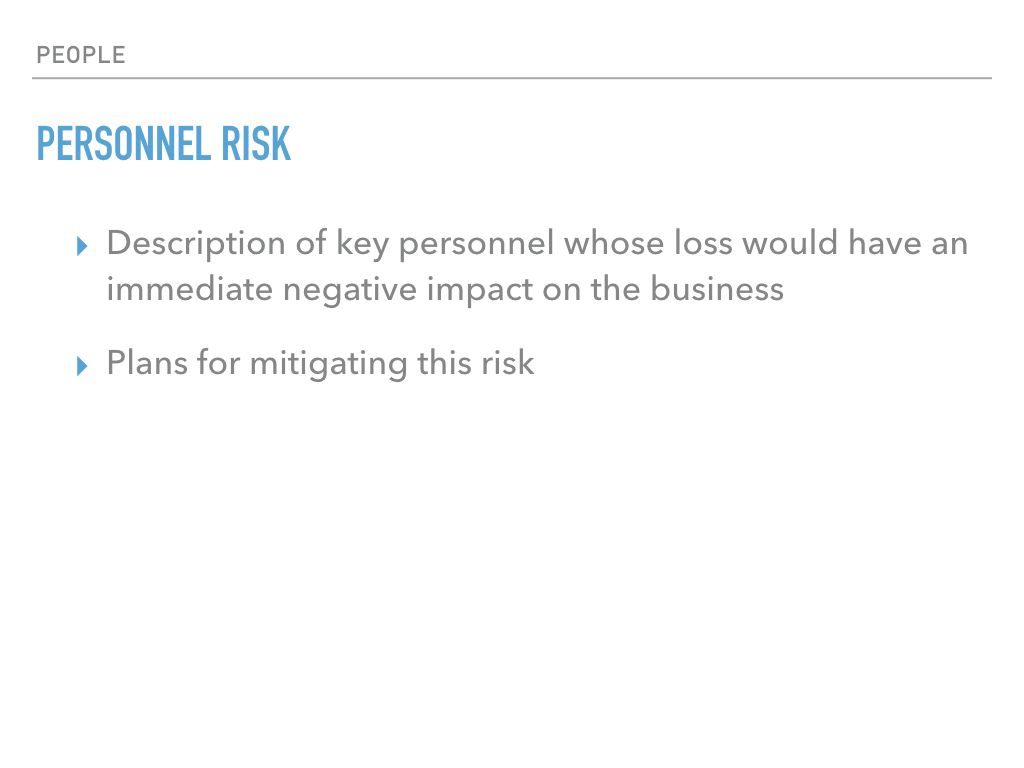 PEOPLE
PERSONNEL RISK
Description of key personnel whose loss would have an
immediate negative impact on the business
Plans for mitigating this risk